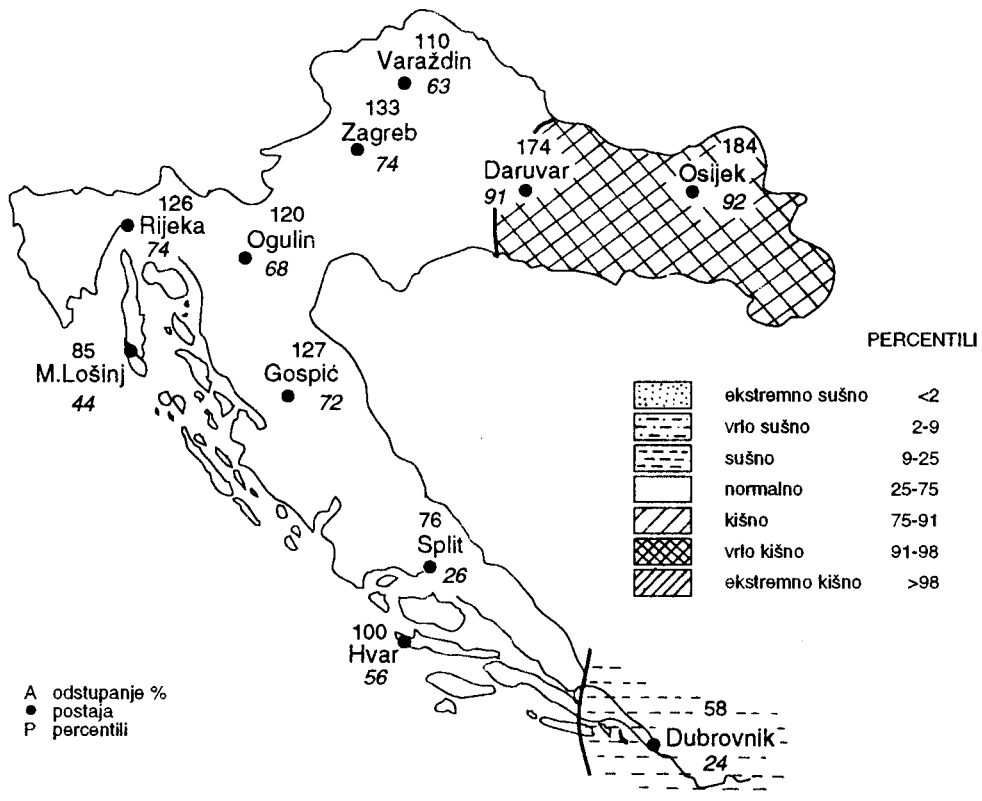 110
Varaždin
63
133
Zagreb
74
174
Daruvar
91
184
Osijek
92
126
Rijeka
74
120
Ogulin
68
85
M.Lošinj
44
127
Gospić
72
PERCENTILI
ekstremno sušno <2
vrlo sušno 2-9
sušno 9-25
normalno 25-75
kišno 75-91
vrlo kišno 91-98
ekstremno kišno >98
76
Split
26
100
Hvar
56
58
Dubrovnik
24
A odstupanje %
postaja
P percentili